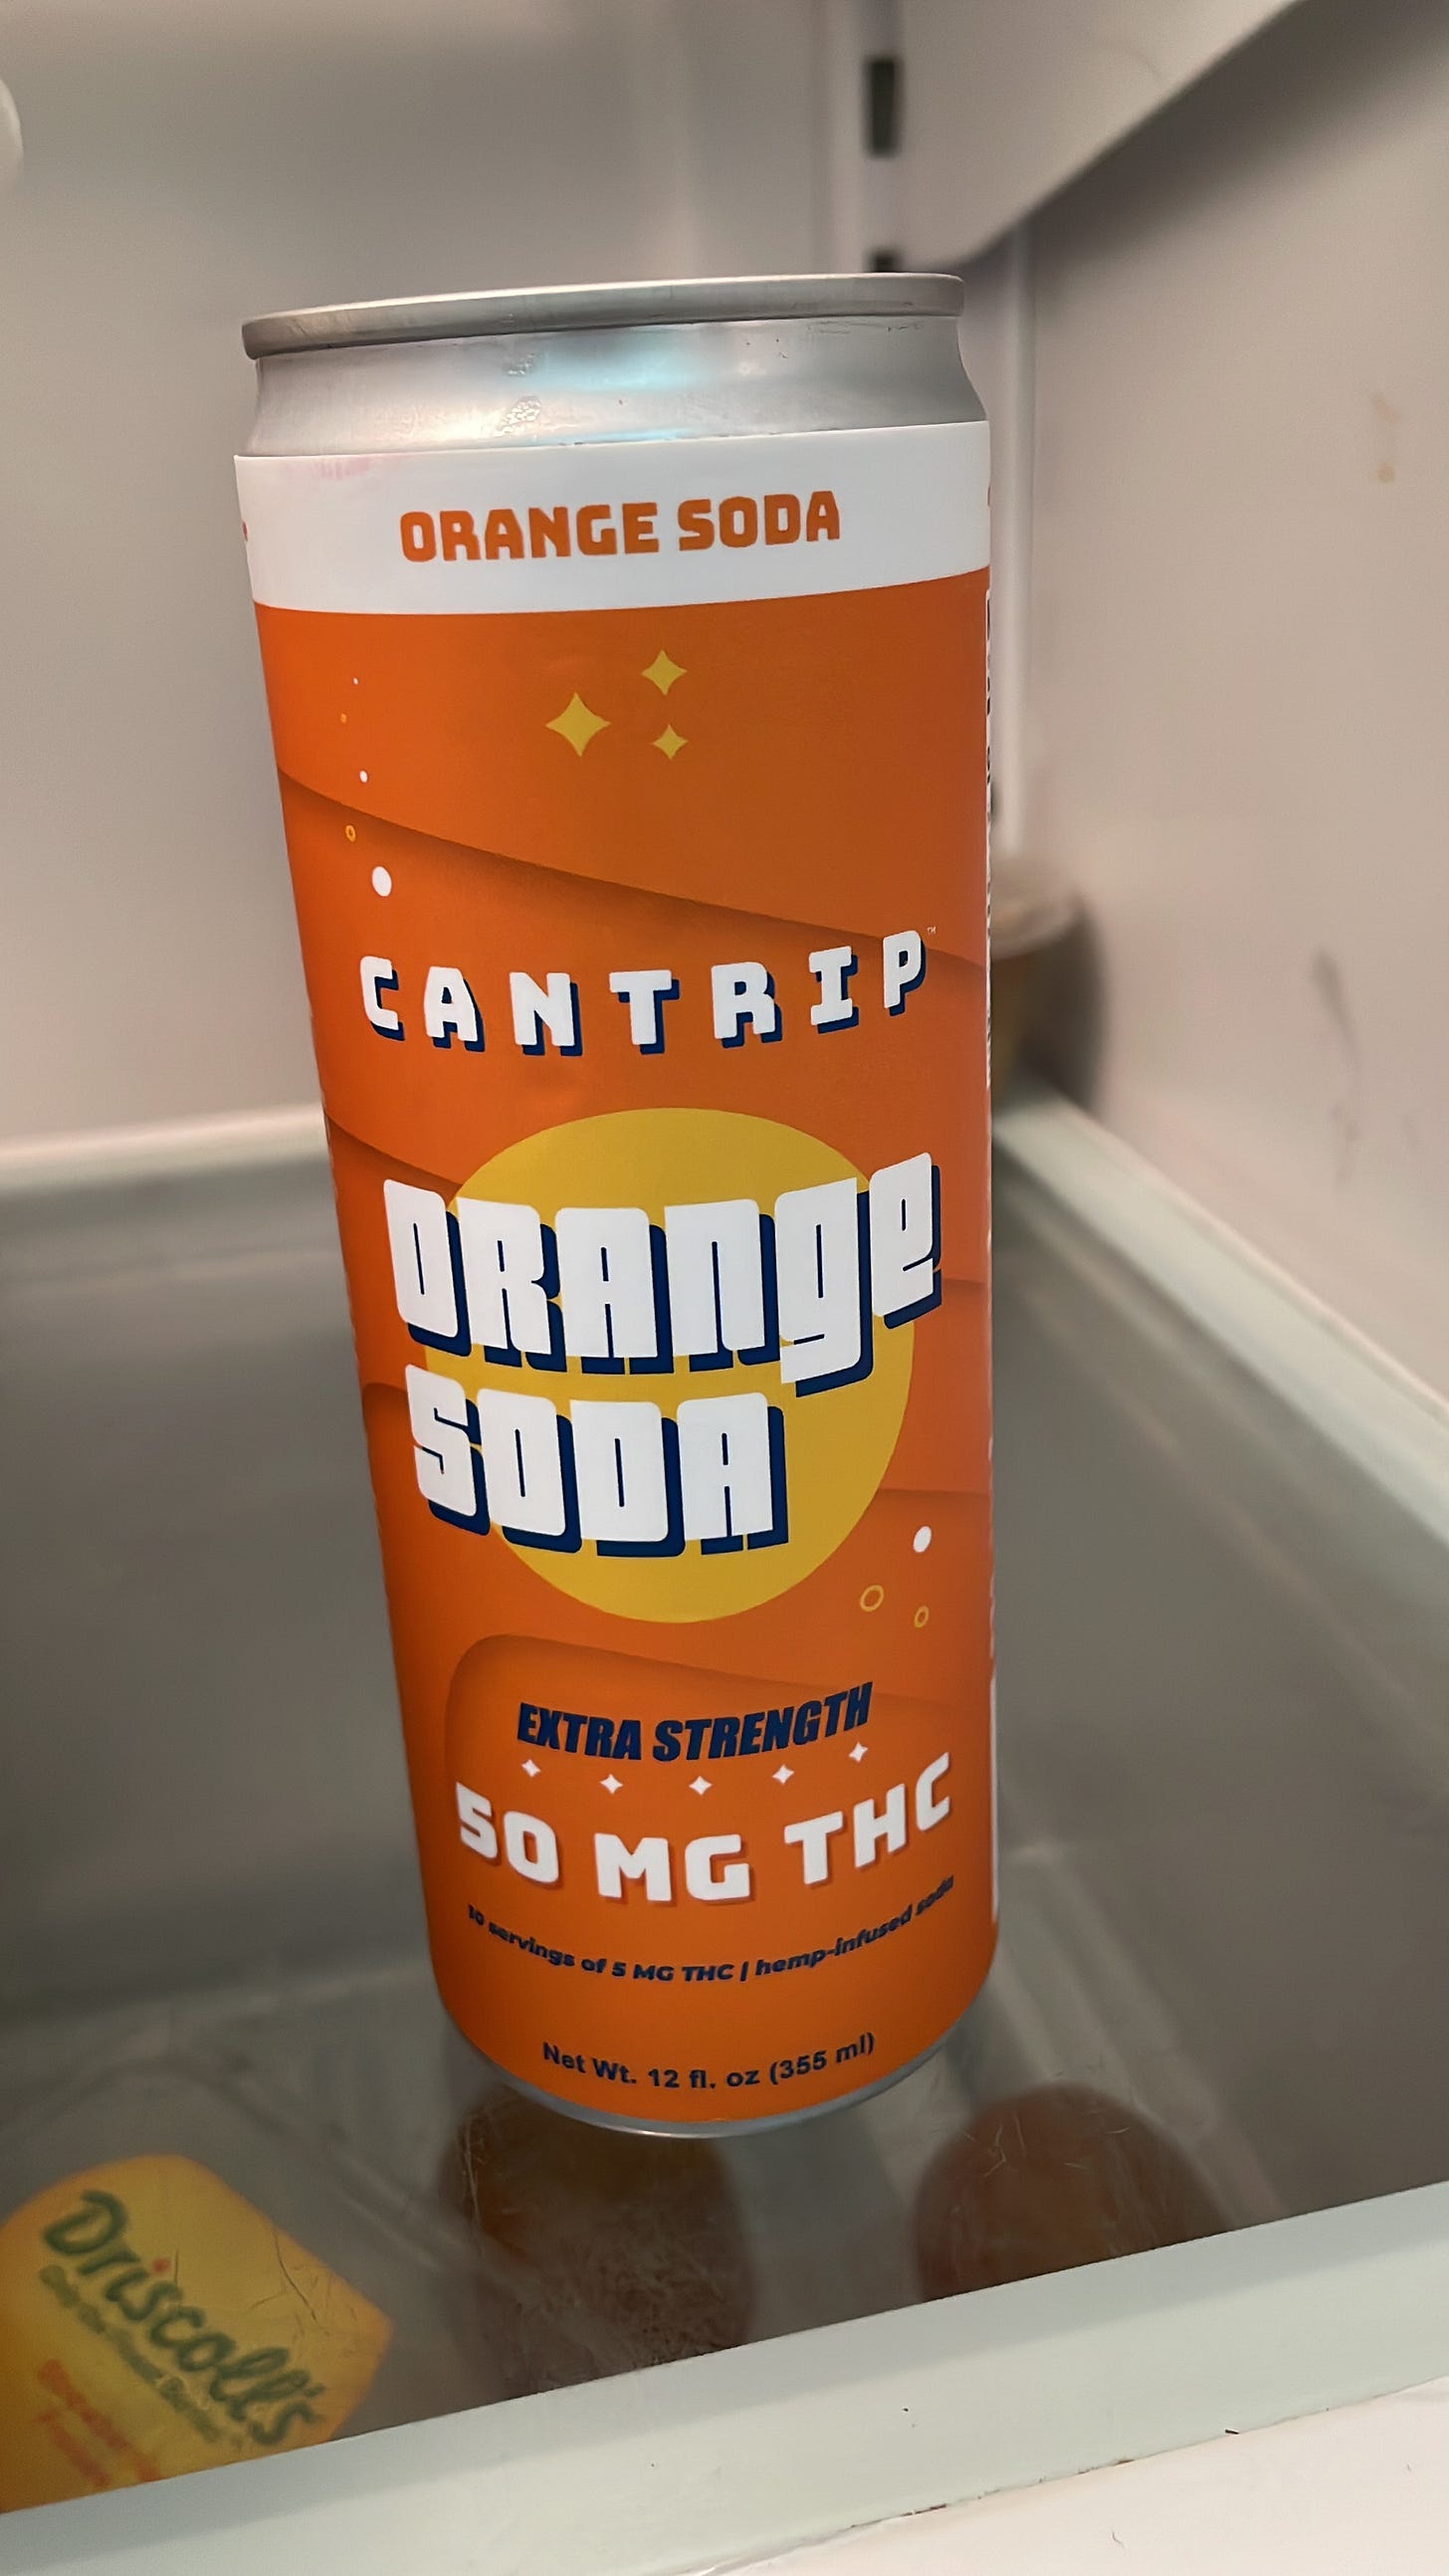 ORANGE SODA
CANTRIP™
ORANge
SODA
EXTRA STRENGTH
50 MG THC
10 servings of 5 MG THC | hemp-infused soda
Net Wt. 12 fl. oz (355 ml)
Driscoll's